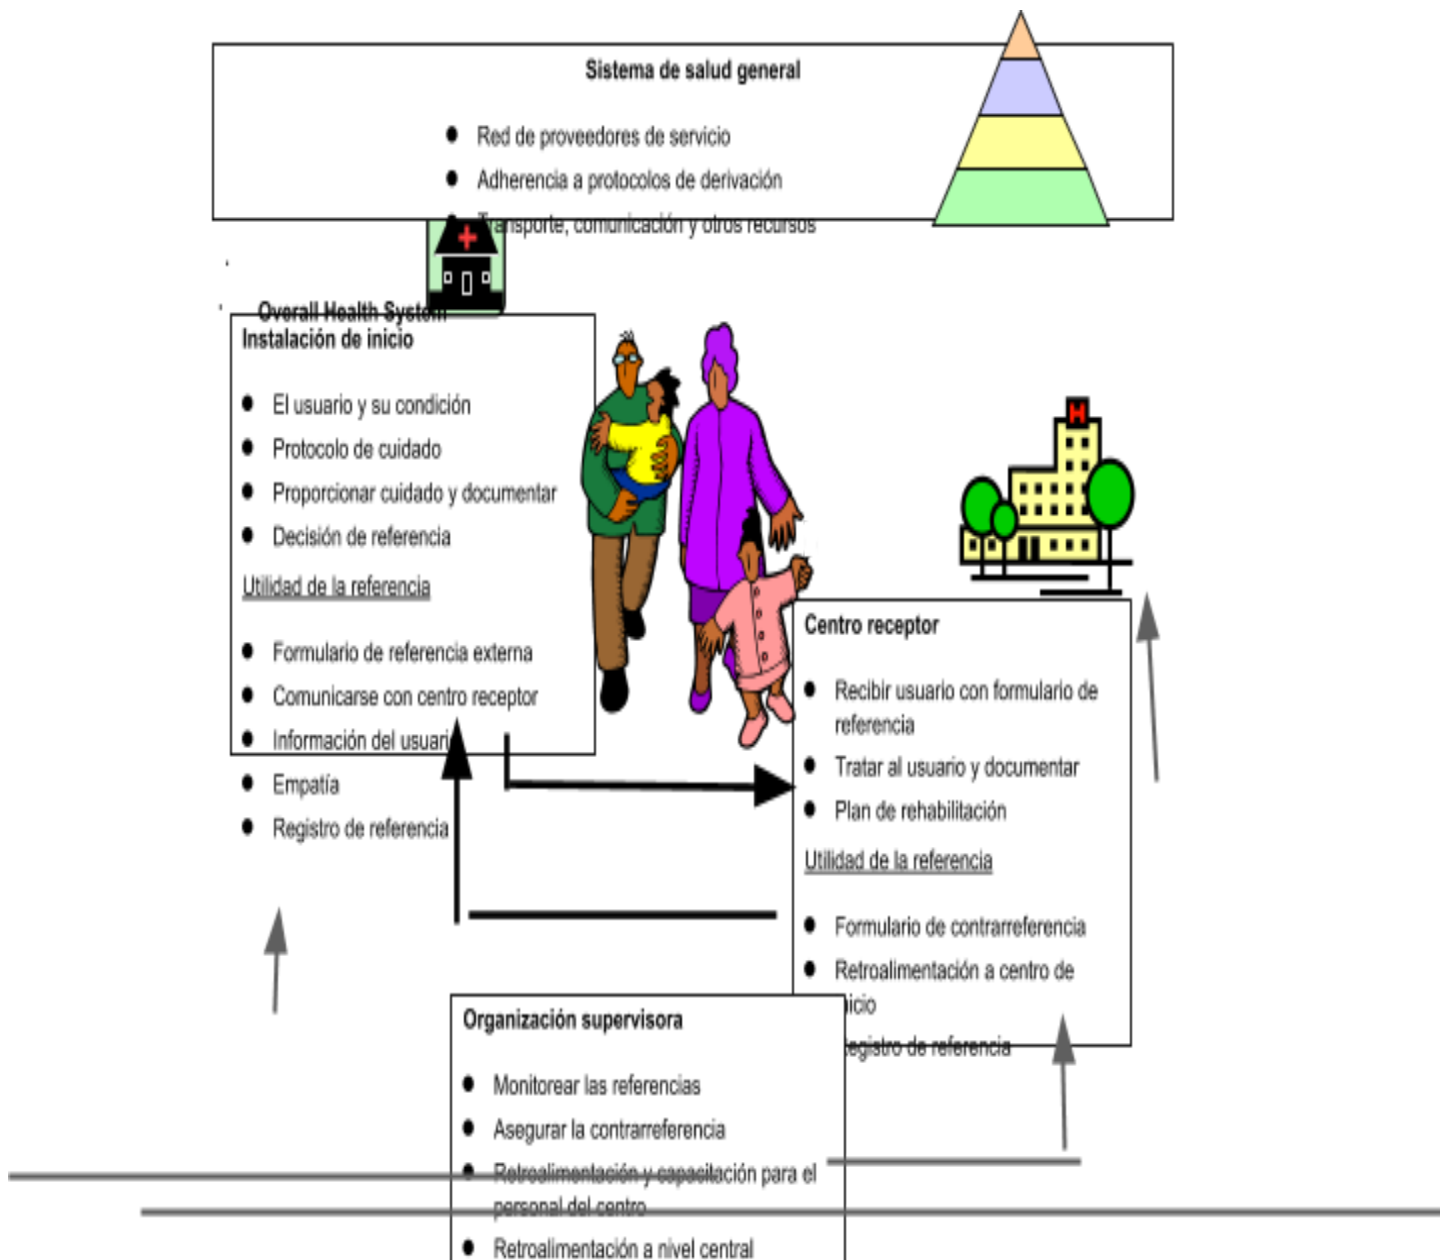 Sistema de salud general
Red de proveedores de servicio
Adherencia a protocolos de derivación
Transporte, comunicación y otros recursos
Overall Health System
Instalación de inicio
El usuario y su condición
Protocolo de cuidado
Proporcionar cuidado y documentar
Decisión de referencia
Utilidad de la referencia
Formulario de referencia externa
Comunicarse con centro receptor
Información del usuario
Empatía
Registro de referencia
H
Centro receptor
Recibir usuario con formulario de
referencia
Tratar al usuario y documentar
Plan de rehabilitación
Utilidad de la referencia
Formulario de contrarreferencia
Retroalimentación a centro de
inicio
Registro de referencia
Organización supervisora
Monitorear las referencias
Asegurar la contrarreferencia
Retroalimentación y capacitación para el
personal del centro
Retroalimentación a nivel central